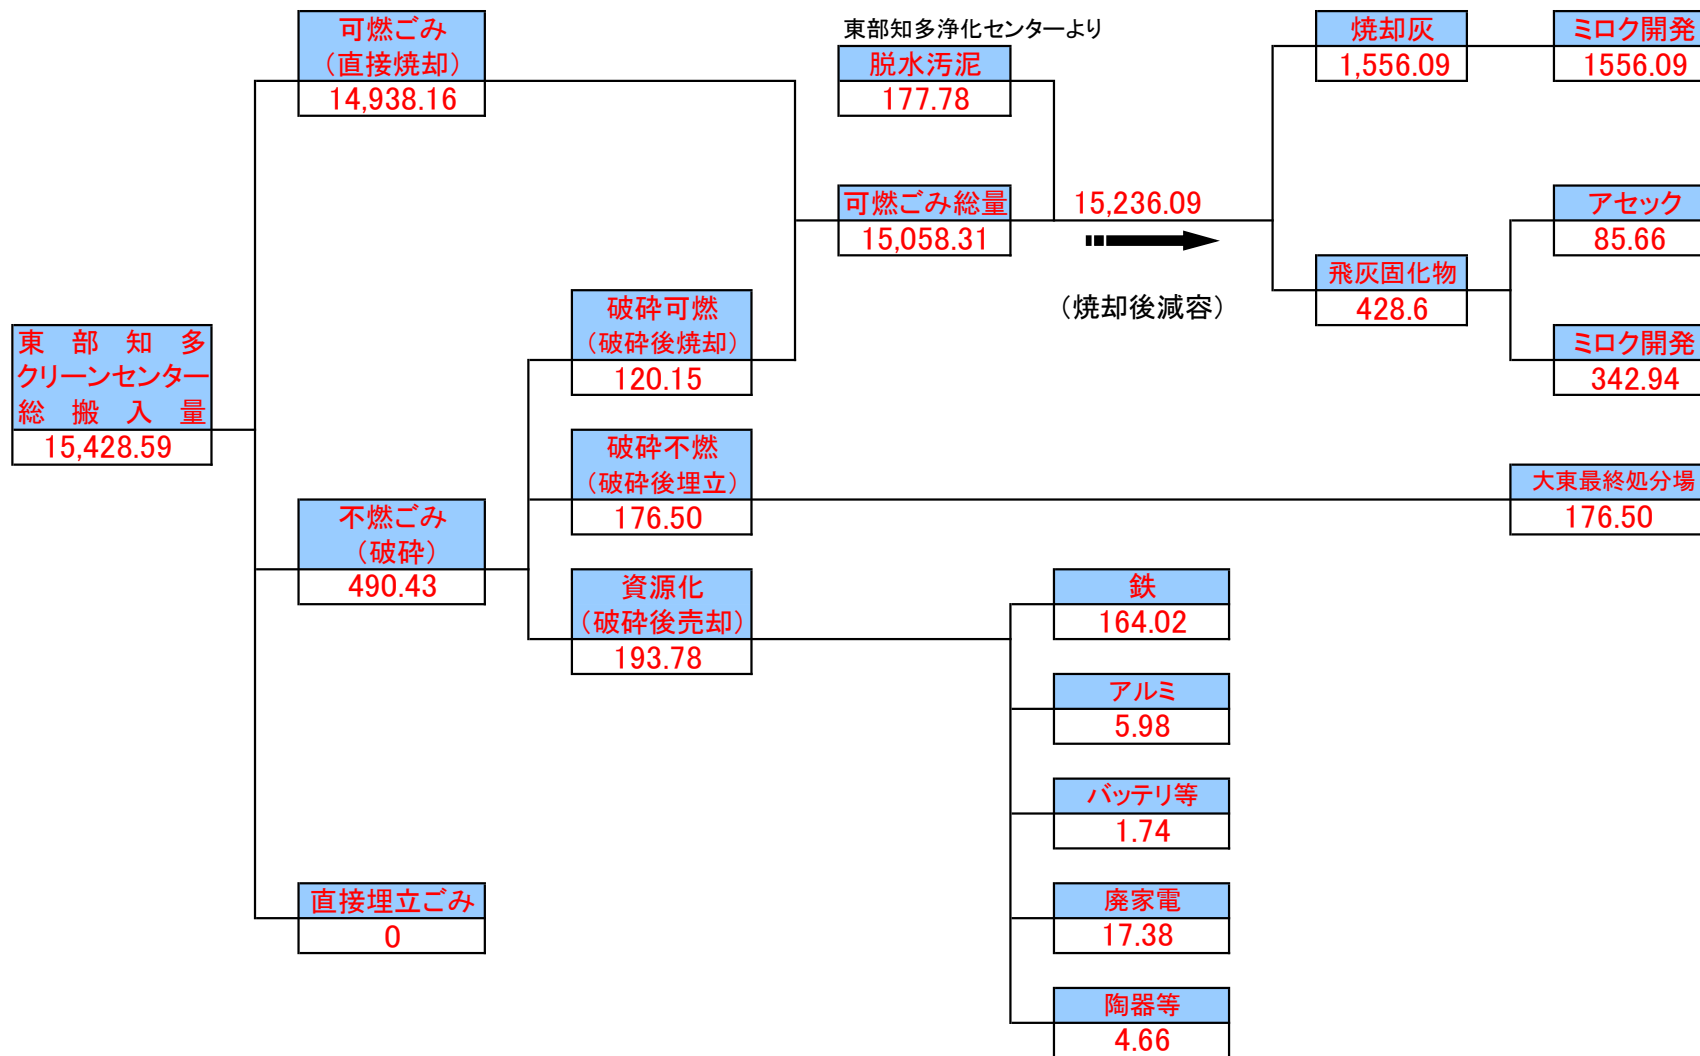 東部知多
クリーンセンター
総搬入量
15,428.59
可燃ごみ
（直接焼却）
14,938.16
不燃ごみ
（破砕）
490.43
直接埋立ごみ
0
破砕可燃
（破砕後焼却）
120.15
破砕不燃
（破砕後埋立）
176.50
資源化
（破砕後売却）
193.78
東部知多浄化センターより
脱水汚泥
177.78
可燃ごみ総量
15,058.31
15,236.09
（焼却後減容）
鉄
164.02
アルミ
5.98
バッテリ等
1.74
廃家電
17.38
陶器等
4.66
焼却灰
1,556.09
飛灰固化物
428.6
ミロク開発
1556.09
アセック
85.66
ミロク開発
342.94
大東最終処分場
176.50